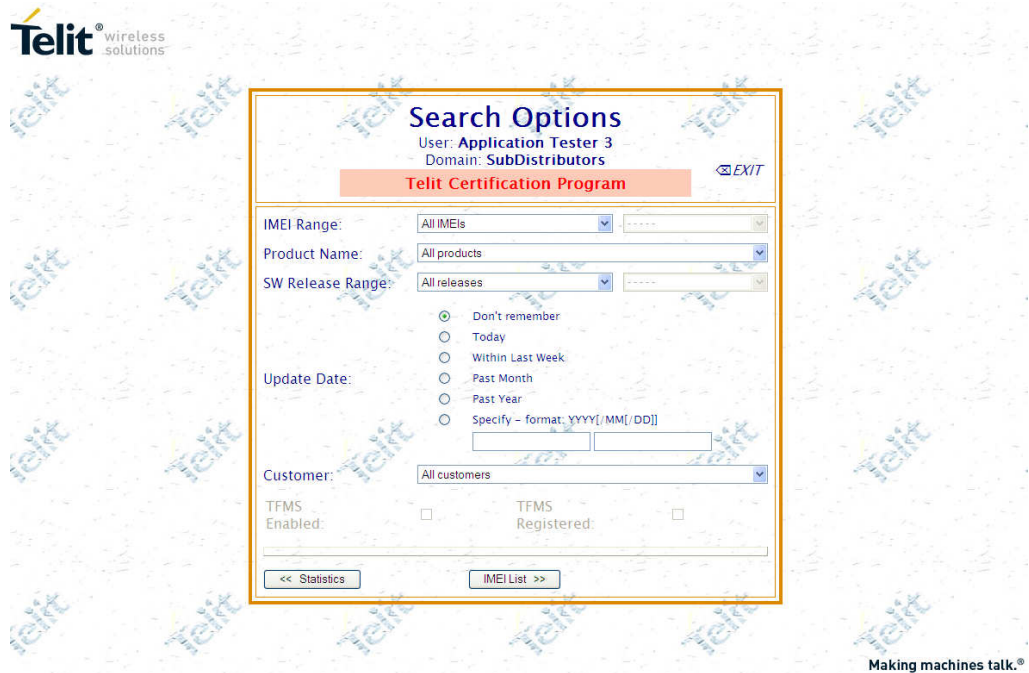 Telit® wireless solutions
Search Options
User: Application Tester 3
Domain: SubDistributors
EXIT
Telit Certification Program
IMEI Range: All IMEIs -----
Product Name: All products
SW Release Range: All releases -----
Don't remember
Today
Within Last Week
Update Date: Past Month
Past Year
Specify – format: YYYY[/MM[/DD]]
Customer: All customers
TFMS Enabled: TFMS Registered:
<< Statistics IMEI List >>
Making machines talk.®